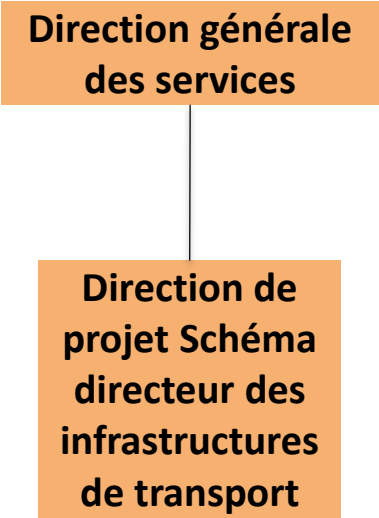 Direction générale
des services
Direction de
projet Schéma
directeur des
infrastructures
de transport